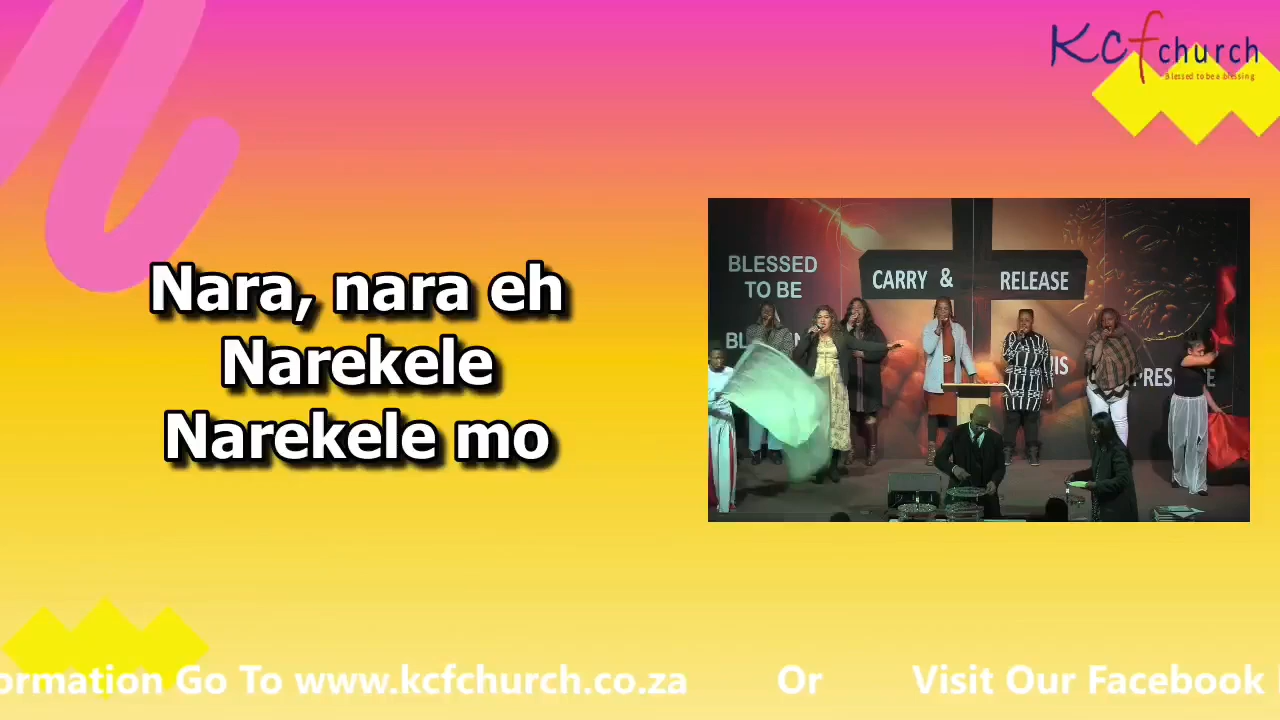 Kcfchurch
Blessed to be a blessing
Nara, nara eh
Narekele
Narekele mo
BLESSED
TO BE
CARRY &
RELEASE
ormation Go To www.kcfchurch.co.za Or Visit Our Facebook